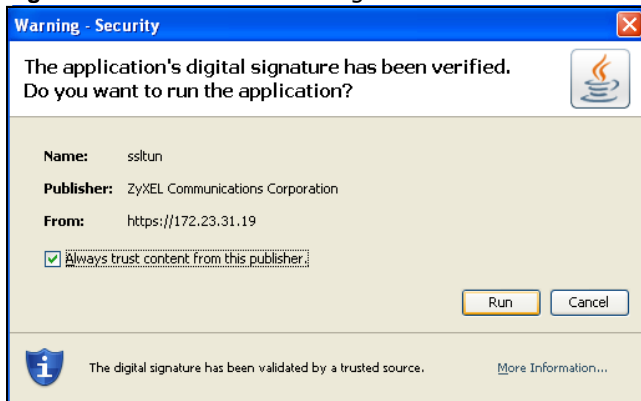 Warning - Security
The application's digital signature has been verified.
Do you want to run the application?
Name: ssltun
Publisher: ZyXEL Communications Corporation
From: https://172.23.31.19
Always trust content from this publisher.
Run Cancel
The digital signature has been validated by a trusted source. More Information...